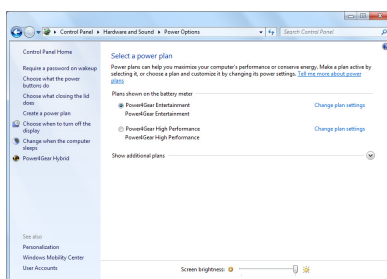 Control Panel ▸ Hardware and Sound ▸ Power Options
Search Control Panel
Control Panel Home
Require a password on wakeup
Choose what the power
buttons do
Choose what closing the lid
does
Create a power plan
Choose when to turn off the
display
Change when the computer
sleeps
Power4Gear Hybrid
See also
Personalization
Windows Mobility Center
User Accounts
Select a power plan
Power plans can help you maximize your computer's performance or conserve energy. Make a plan active by
selecting it, or choose a plan and customize it by changing its power settings. Tell me more about power
plans
Plans shown on the battery meter
Power4Gear Entertainment Change plan settings
Power4Gear Entertainment
Power4Gear High Performance Change plan settings
Power4Gear High Performance
Show additional plans
Screen brightness: